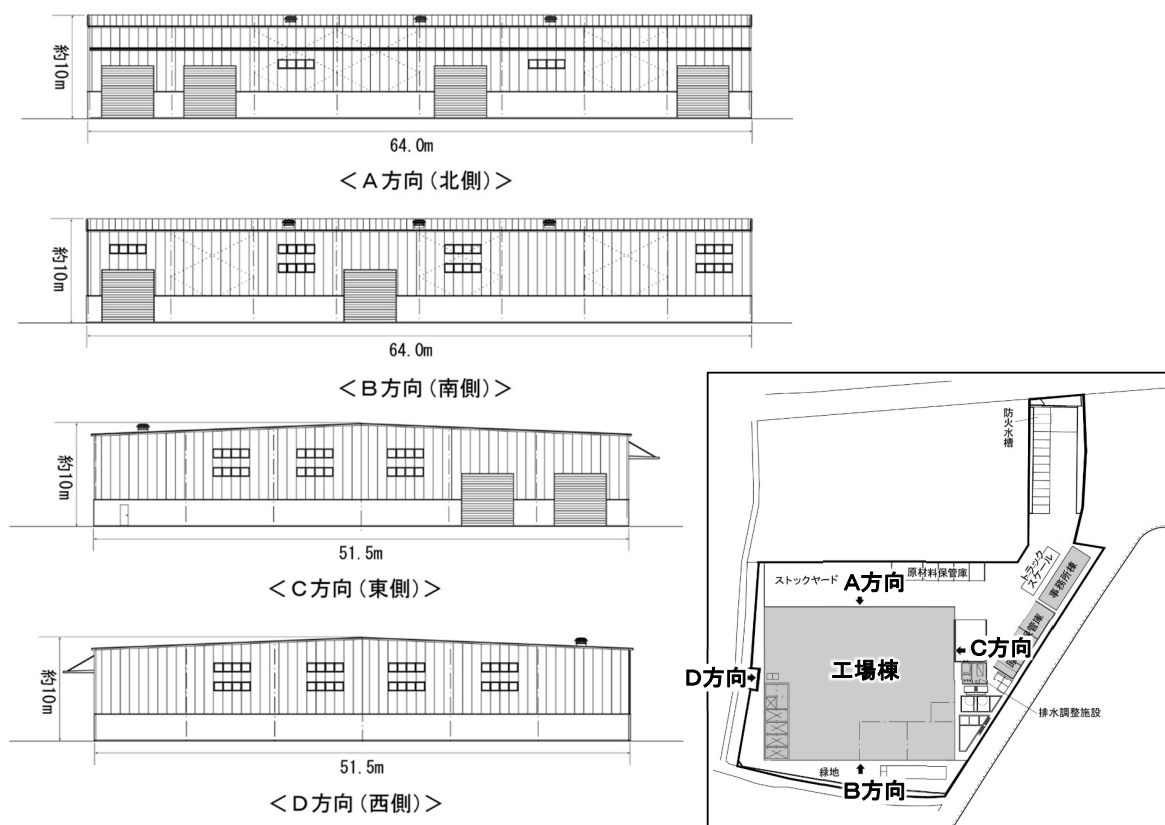 約10m
64.0m
＜A方向（北側）＞
約10m
64.0m
＜B方向（南側）＞
約10m
51.5m
＜C方向（東側）＞
約10m
51.5m
＜D方向（西側）＞
防火水槽
トラック
スケール
事務所棟
原材料保管庫
ストックヤード
A方向
保管庫
C方向
工場棟
D方向
排水調整施設
緑地
B方向